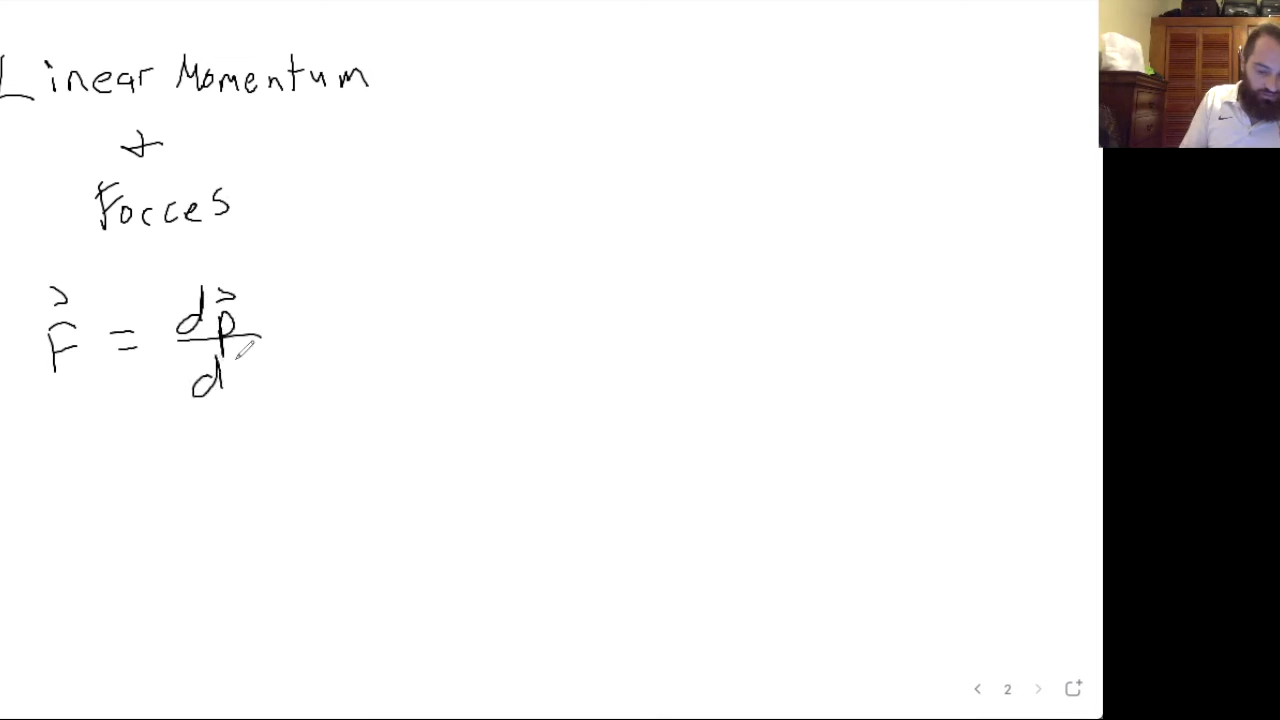 Linear Momentum
+
Forces
F⃗ = dp⃗ / d
2